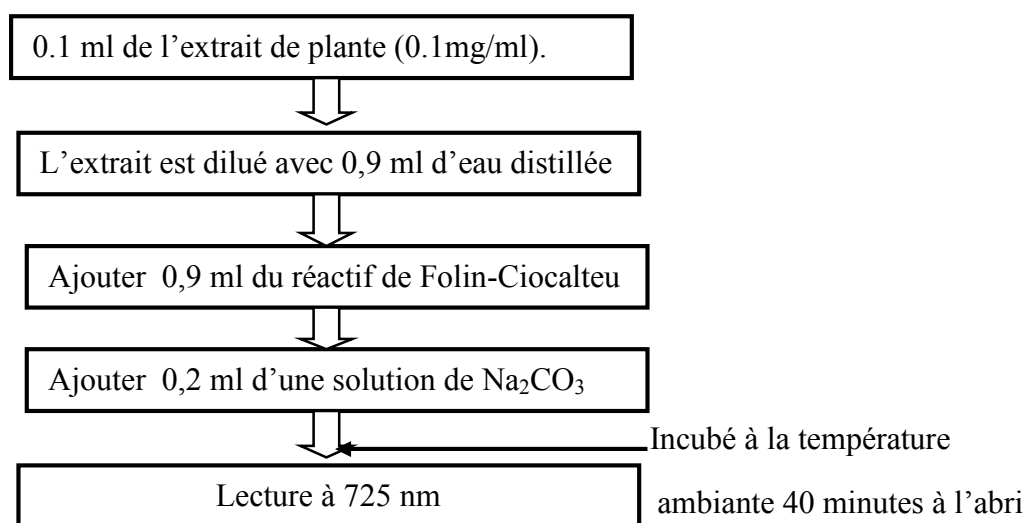 0.1 ml de l’extrait de plante (0.1mg/ml).
L’extrait est dilué avec 0,9 ml d’eau distillée
Ajouter 0,9 ml du réactif de Folin-Ciocalteu
Ajouter 0,2 ml d’une solution de Na₂CO₃
Incubé à la température
Lecture à 725 nm
ambiante 40 minutes à l’abri